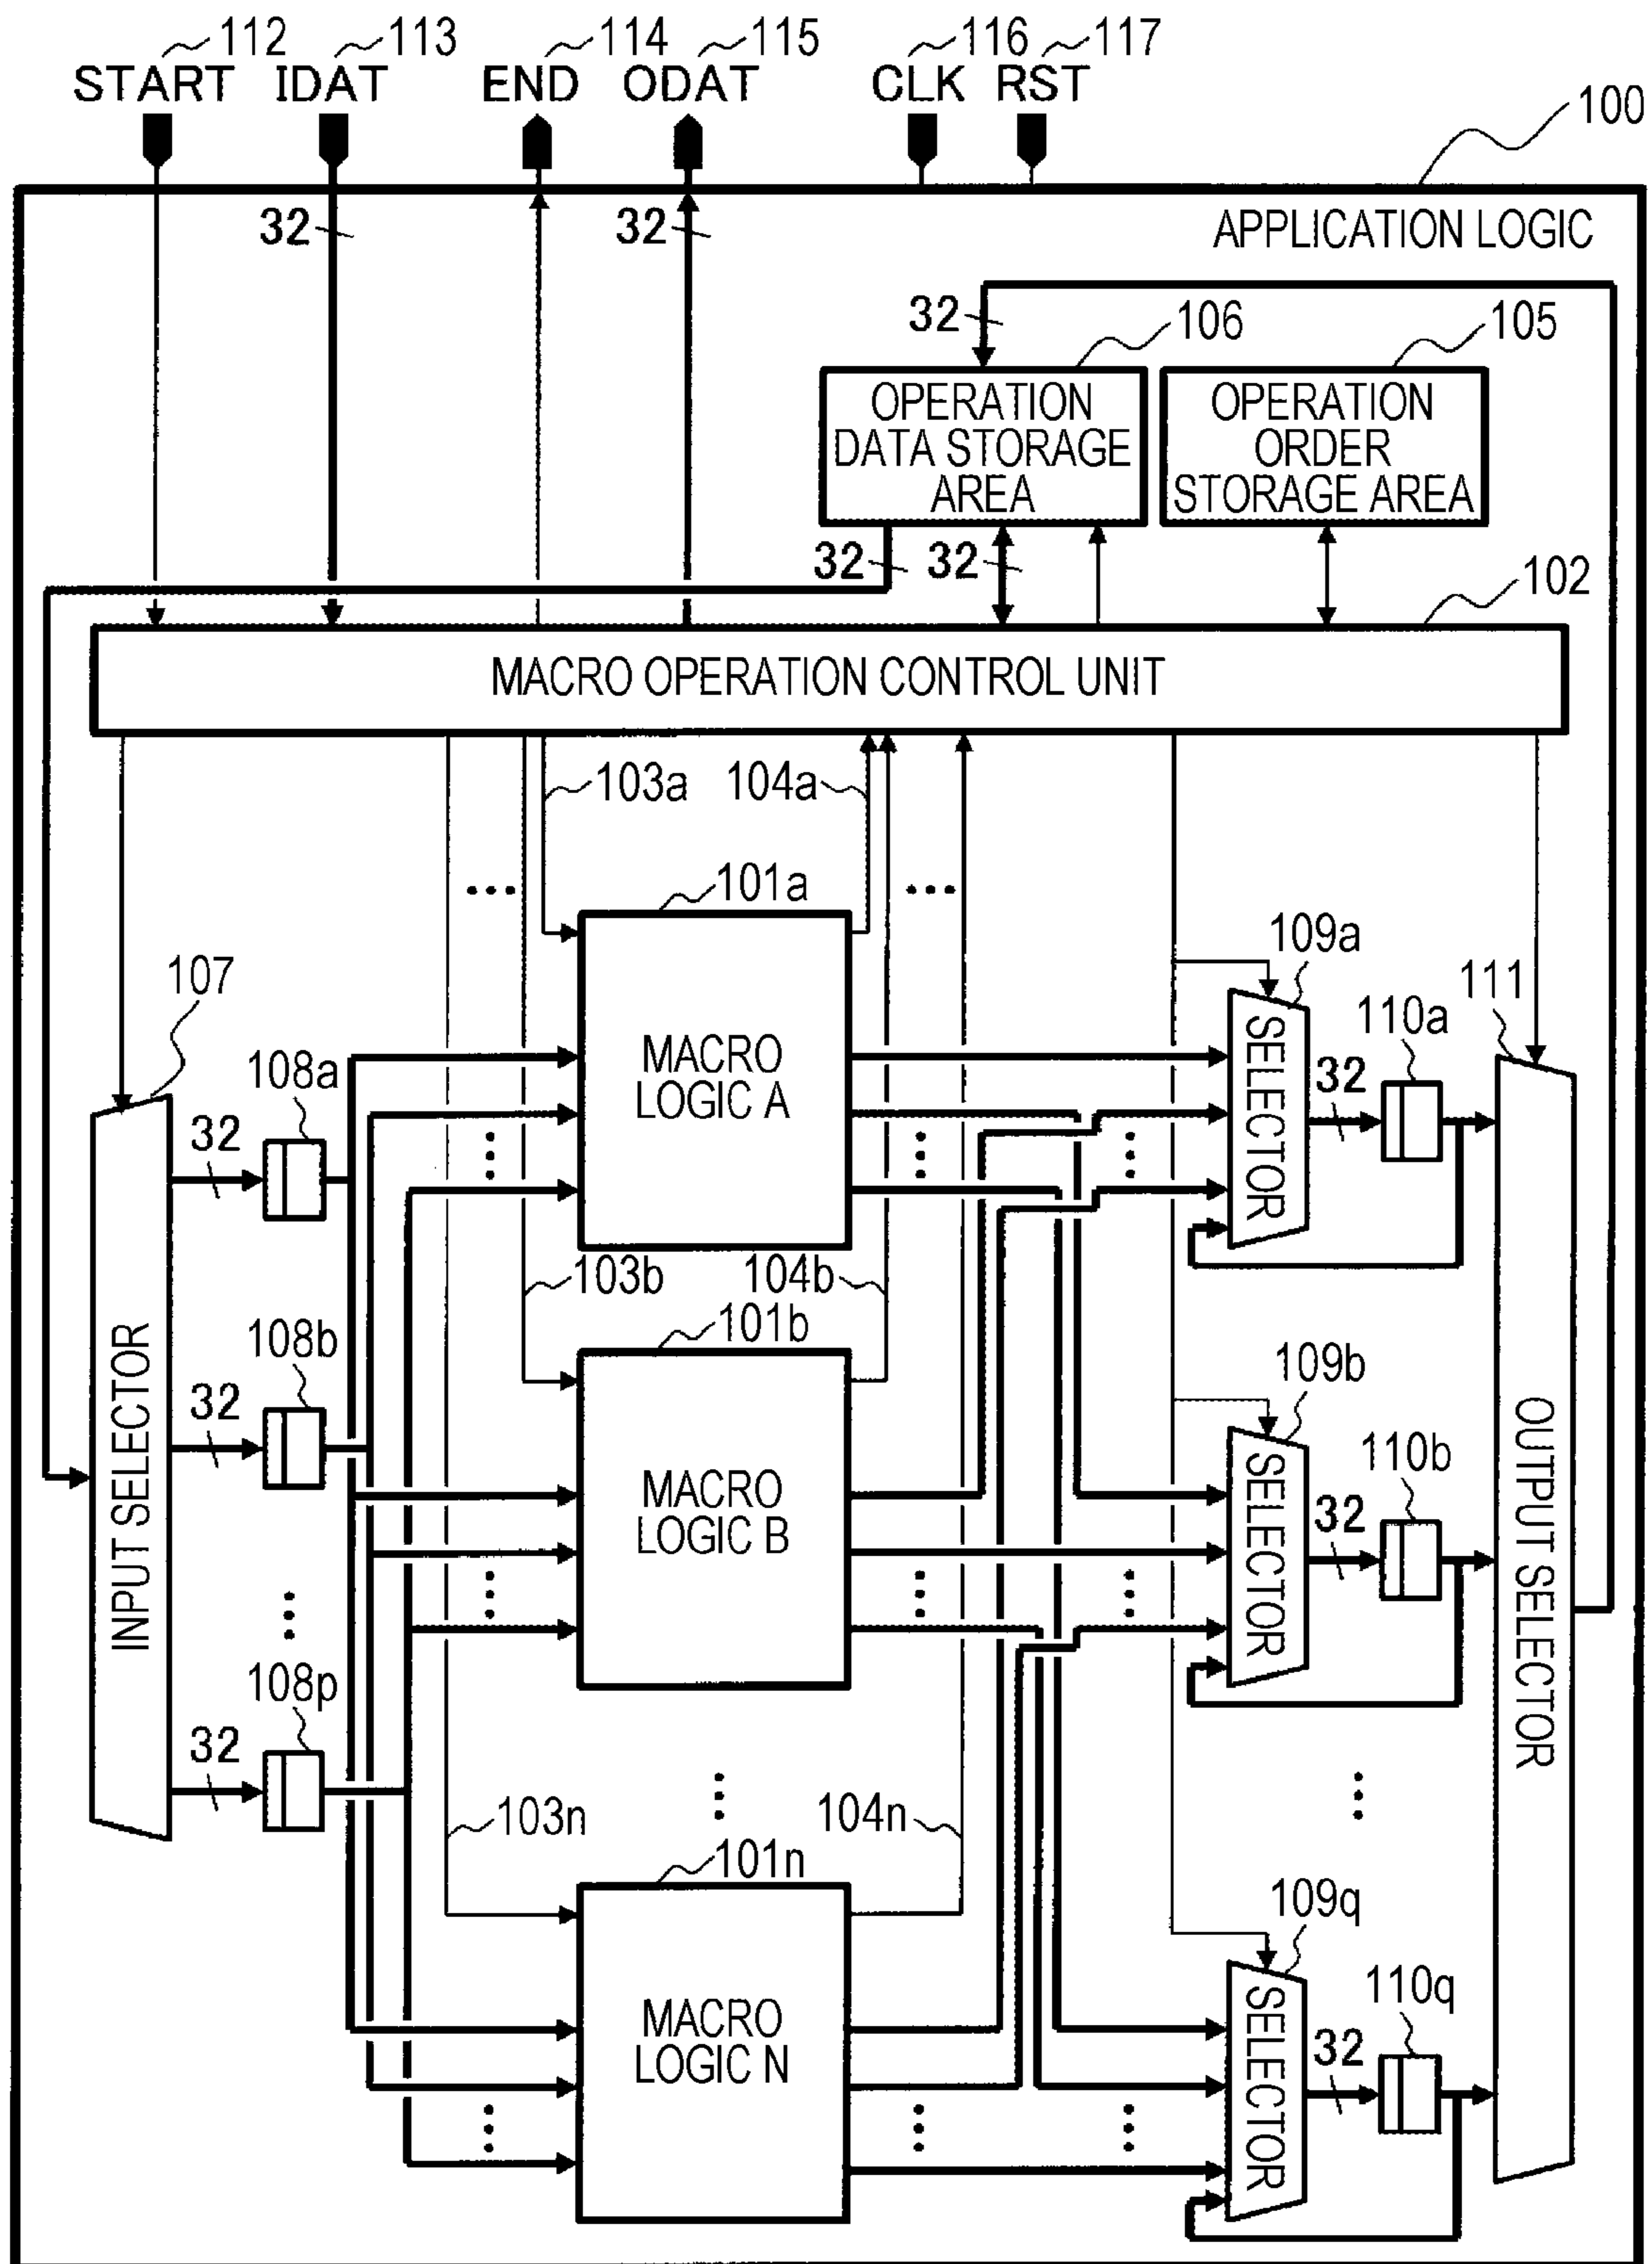 112 113 114 115 116 117
START IDAT END ODAT CLK RST
100
32 32
APPLICATION LOGIC
32 106 105
OPERATION
DATA STORAGE
AREA
OPERATION
ORDER
STORAGE AREA
32 32
102
MACRO OPERATION CONTROL UNIT
103a 104a
101a
MACRO
LOGIC A
107
108a
32
INPUT SELECTOR
109a
SELECTOR
32
110a
111
103b 104b
101b
MACRO
LOGIC B
108b
32
109b
SELECTOR
32
110b
OUTPUT SELECTOR
108p
32
103n 104n
101n
MACRO
LOGIC N
109q
SELECTOR
32
110q